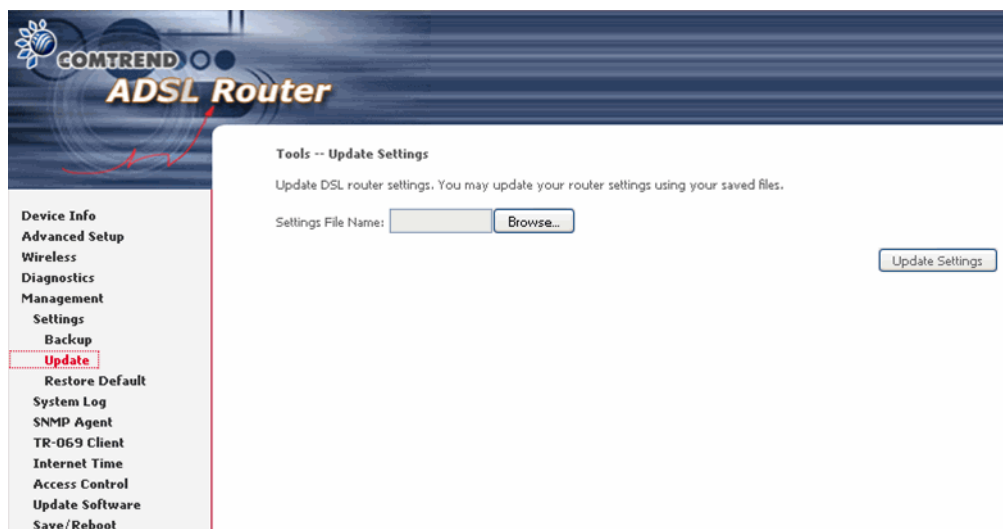 COMTREND
ADSL Router
Tools -- Update Settings
Update DSL router settings. You may update your router settings using your saved files.
Settings File Name: Browse...
Update Settings
Device Info
Advanced Setup
Wireless
Diagnostics
Management
Settings
Backup
Update
Restore Default
System Log
SNMP Agent
TR-069 Client
Internet Time
Access Control
Update Software
Save/Reboot